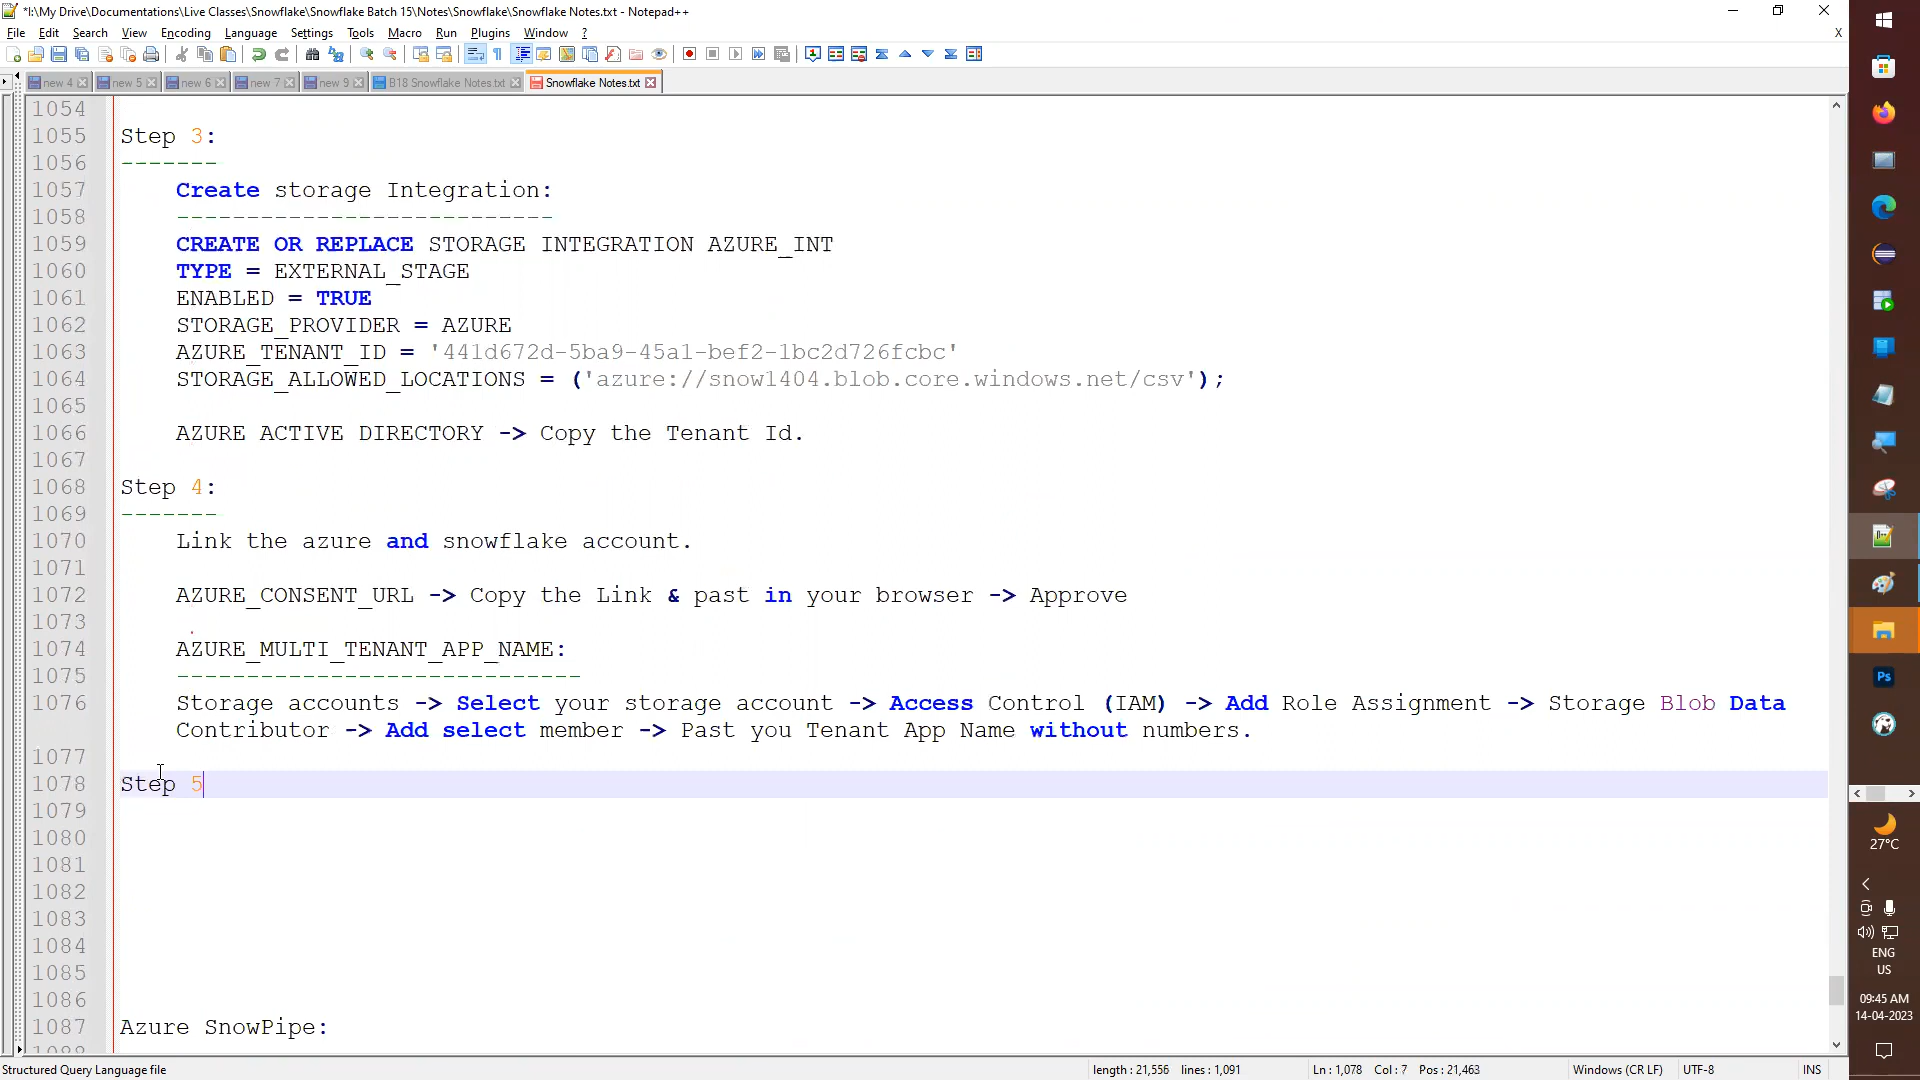 *I:\My Drive\Documentations\Live Classes\Snowflake\Snowflake Batch 15\Notes\Snowflake\Snowflake Notes.txt - Notepad++
File Edit Search View Encoding Language Settings Tools Macro Run Plugins Window ? X
new 4 new 5 new 6 new 7 new 9 B18 Snowflake Notes.txt Snowflake Notes.txt
1054
1055 Step 3:
1056 -------
1057 Create storage Integration:
1058 ---------------------------
1059 CREATE OR REPLACE STORAGE INTEGRATION AZURE_INT
1060 TYPE = EXTERNAL_STAGE
1061 ENABLED = TRUE
1062 STORAGE_PROVIDER = AZURE
1063 AZURE_TENANT_ID = '441d672d-5ba9-45a1-bef2-1bc2d726fcbc'
1064 STORAGE_ALLOWED_LOCATIONS = ('azure://snow1404.blob.core.windows.net/csv');
1065
1066 AZURE ACTIVE DIRECTORY -> Copy the Tenant Id.
1067
1068 Step 4:
1069 -------
1070 Link the azure and snowflake account.
1071
1072 AZURE_CONSENT_URL -> Copy the Link & past in your browser -> Approve
1073
1074 AZURE_MULTI_TENANT_APP_NAME:
1075 -----------------------------
1076 Storage accounts -> Select your storage account -> Access Control (IAM) -> Add Role Assignment -> Storage Blob Data
Contributor -> Add select member -> Past you Tenant App Name without numbers.
1077
1078 Step 5
1079
1080
1081
1082
1083
1084
1085
1086
1087 Azure SnowPipe:
1088
Structured Query Language file length : 21,556 lines : 1,091 Ln : 1,078 Col : 7 Pos : 21,463 Windows (CR LF) UTF-8 INS
Ps
27°C
ENG
US
09:45 AM
14-04-2023